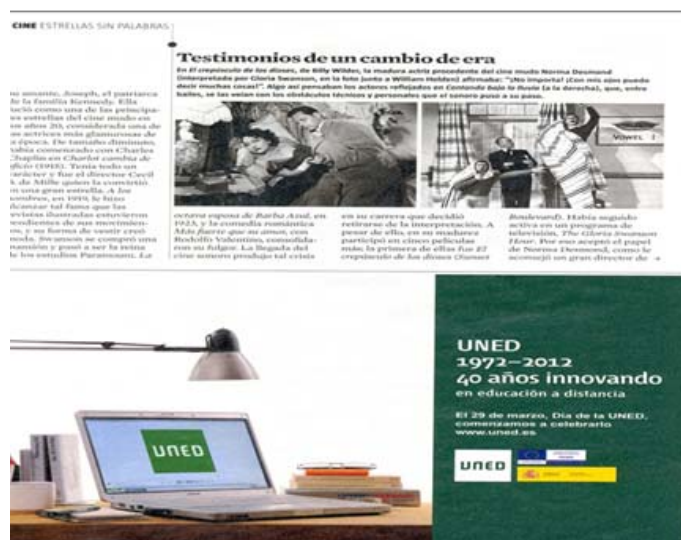 CINE ESTRELLAS SIN PALABRAS
Testimonios de un cambio de era
En El crepúsculo de los dioses, de Billy Wilder, la madura actriz procedente del cine mudo Norma Desmond
(interpretada por Gloria Swanson, en la foto junto a William Holden) afirmaba: "¡No importa! ¡Con mis ojos puedo
decir muchas cosas!". Algo así pensaban los actores reflejados en Cantando bajo la lluvia (a la derecha), que, entre
bailes, se las veían con los obstáculos técnicos y personales que el sonoro puso a su paso.
su amante, Joseph, el patriarca
de la familia Kennedy. Ella
lució como una de las principa-
es estrellas del cine mudo en
os años 20, considerada una de
as actrices más glamurosas de
a época. De tamaño diminuto,
había comenzado con Charles
Chaplin en Charlot cambia de
oficio (1915). Tenía todo un
carácter y fue el director Cecil
B. de Mille quien la convirtió
en una gran estrella. A los
hombres, en 1919, le hizo
alcanzar tal fama que las
revistas ilustradas estuvieron
pendientes de sus movimien-
os, y su forma de vestir creó
moda. Swanson se compró una
mansión y pasó a ser la reina
de los estudios Paramount. La
octava esposa de Barba Azul, en
1923, y la comedia romántica
Más fuerte que su amor, con
Rodolfo Valentino, consolida-
ron su fulgor. La llegada del
cine sonoro produjo tal crisis
en su carrera que decidió
retirarse de la interpretación. A
pesar de ello, en su madurez
participó en cinco películas
más; la primera de ellas fue El
crepúsculo de los dioses (Sunset
Boulevard). Había seguido
activa en un programa de
televisión, The Gloria Swanson
Hour. Por eso aceptó el papel
de Norma Desmond, como le
aconsejó un gran director de →
VOWEL
UNED
UNED
1972–2012
40 años innovando
en educación a distancia
El 29 de marzo, Día de la UNED,
comenzamos a celebrarlo
www.uned.es
UNED